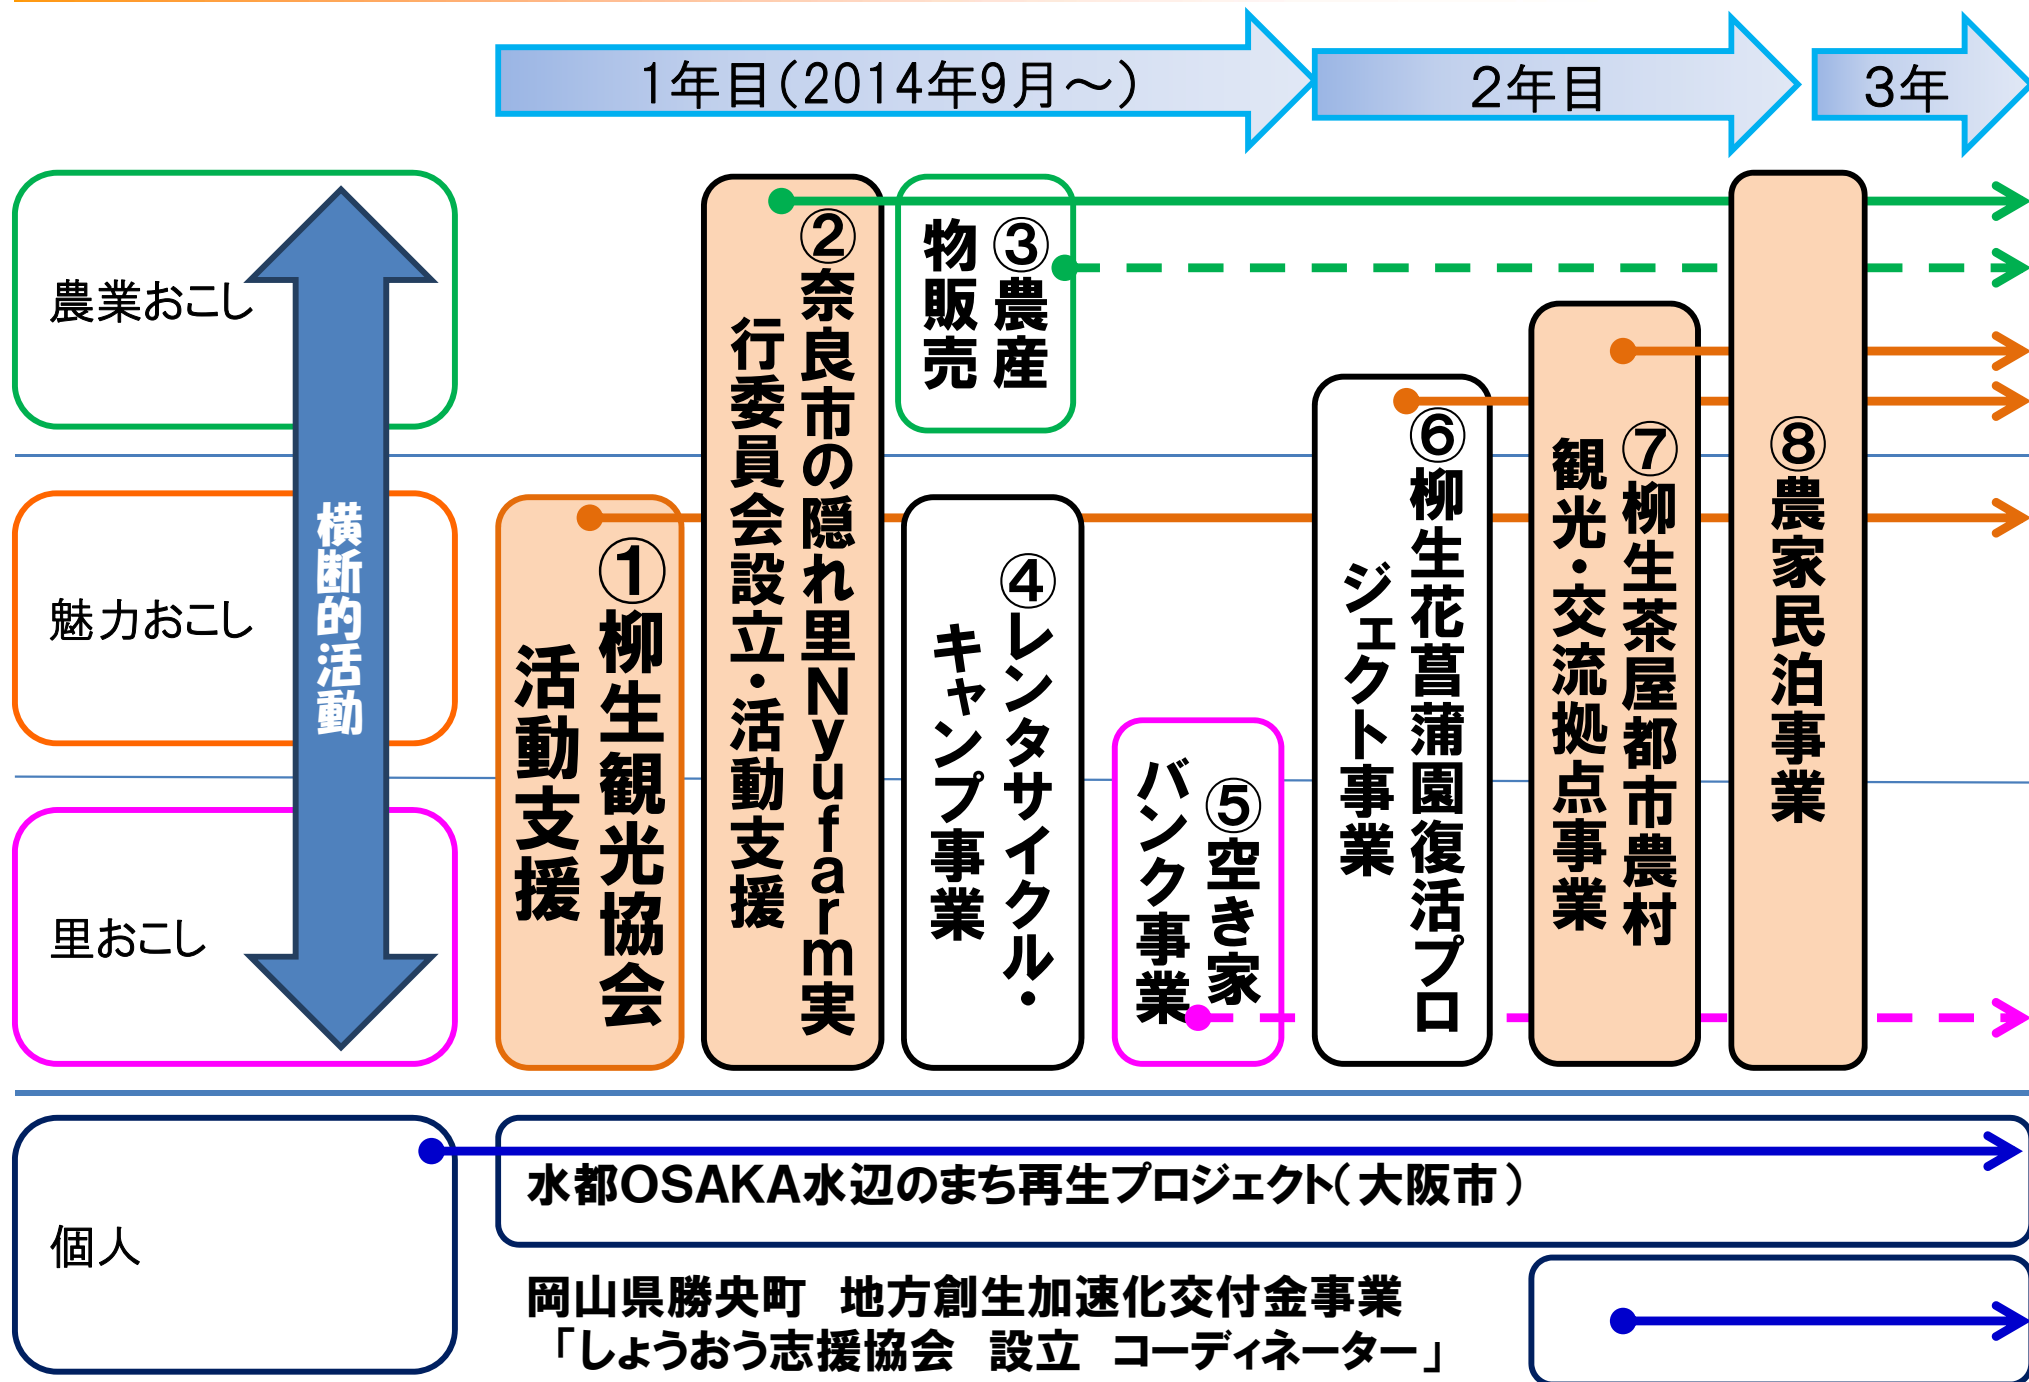 1年目(2014年9月～)
2年目
3年
農業おこし
魅力おこし
里おこし
横断的活動
①柳生観光協会
活動支援
②奈良市の隠れ里Nyufarm実
行委員会設立・活動支援
③農産
物販売
④レンタサイクル・
キャンプ事業
⑤空き家
バンク事業
⑥柳生花菖蒲園復活プロ
ジェクト事業
⑦柳生茶屋都市農村
観光・交流拠点事業
⑧農家民泊事業
個人
水都OSAKA水辺のまち再生プロジェクト(大阪市)
岡山県勝央町　地方創生加速化交付金事業
「しょうおう志援協会　設立　コーディネーター」